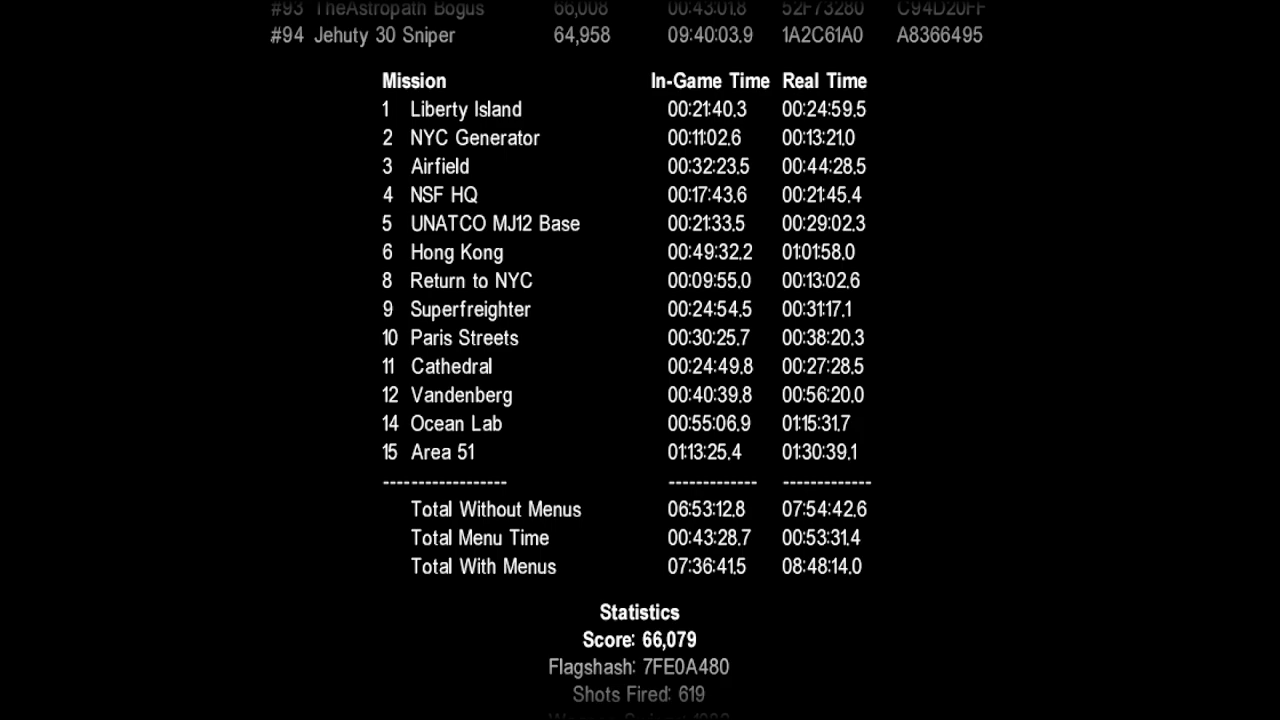 #93 TheAstropath Bogus 66,008 00:43:01.8 52F73280 C94D20FF
#94 Jehuty 30 Sniper 64,958 09:40:03.9 1A2C61A0 A8366495
Mission In-Game Time Real Time
1 Liberty Island 00:21:40.3 00:24:59.5
2 NYC Generator 00:11:02.6 00:13:21.0
3 Airfield 00:32:23.5 00:44:28.5
4 NSF HQ 00:17:43.6 00:21:45.4
5 UNATCO MJ12 Base 00:21:33.5 00:29:02.3
6 Hong Kong 00:49:32.2 01:01:58.0
8 Return to NYC 00:09:55.0 00:13:02.6
9 Superfreighter 00:24:54.5 00:31:17.1
10 Paris Streets 00:30:25.7 00:38:20.3
11 Cathedral 00:24:49.8 00:27:28.5
12 Vandenberg 00:40:39.8 00:56:20.0
14 Ocean Lab 00:55:06.9 01:15:31.7
15 Area 51 01:13:25.4 01:30:39.1
------------------ ------------- -------------
Total Without Menus 06:53:12.8 07:54:42.6
Total Menu Time 00:43:28.7 00:53:31.4
Total With Menus 07:36:41.5 08:48:14.0
Statistics
Score: 66,079
Flagshash: 7FE0A480
Shots Fired: 619